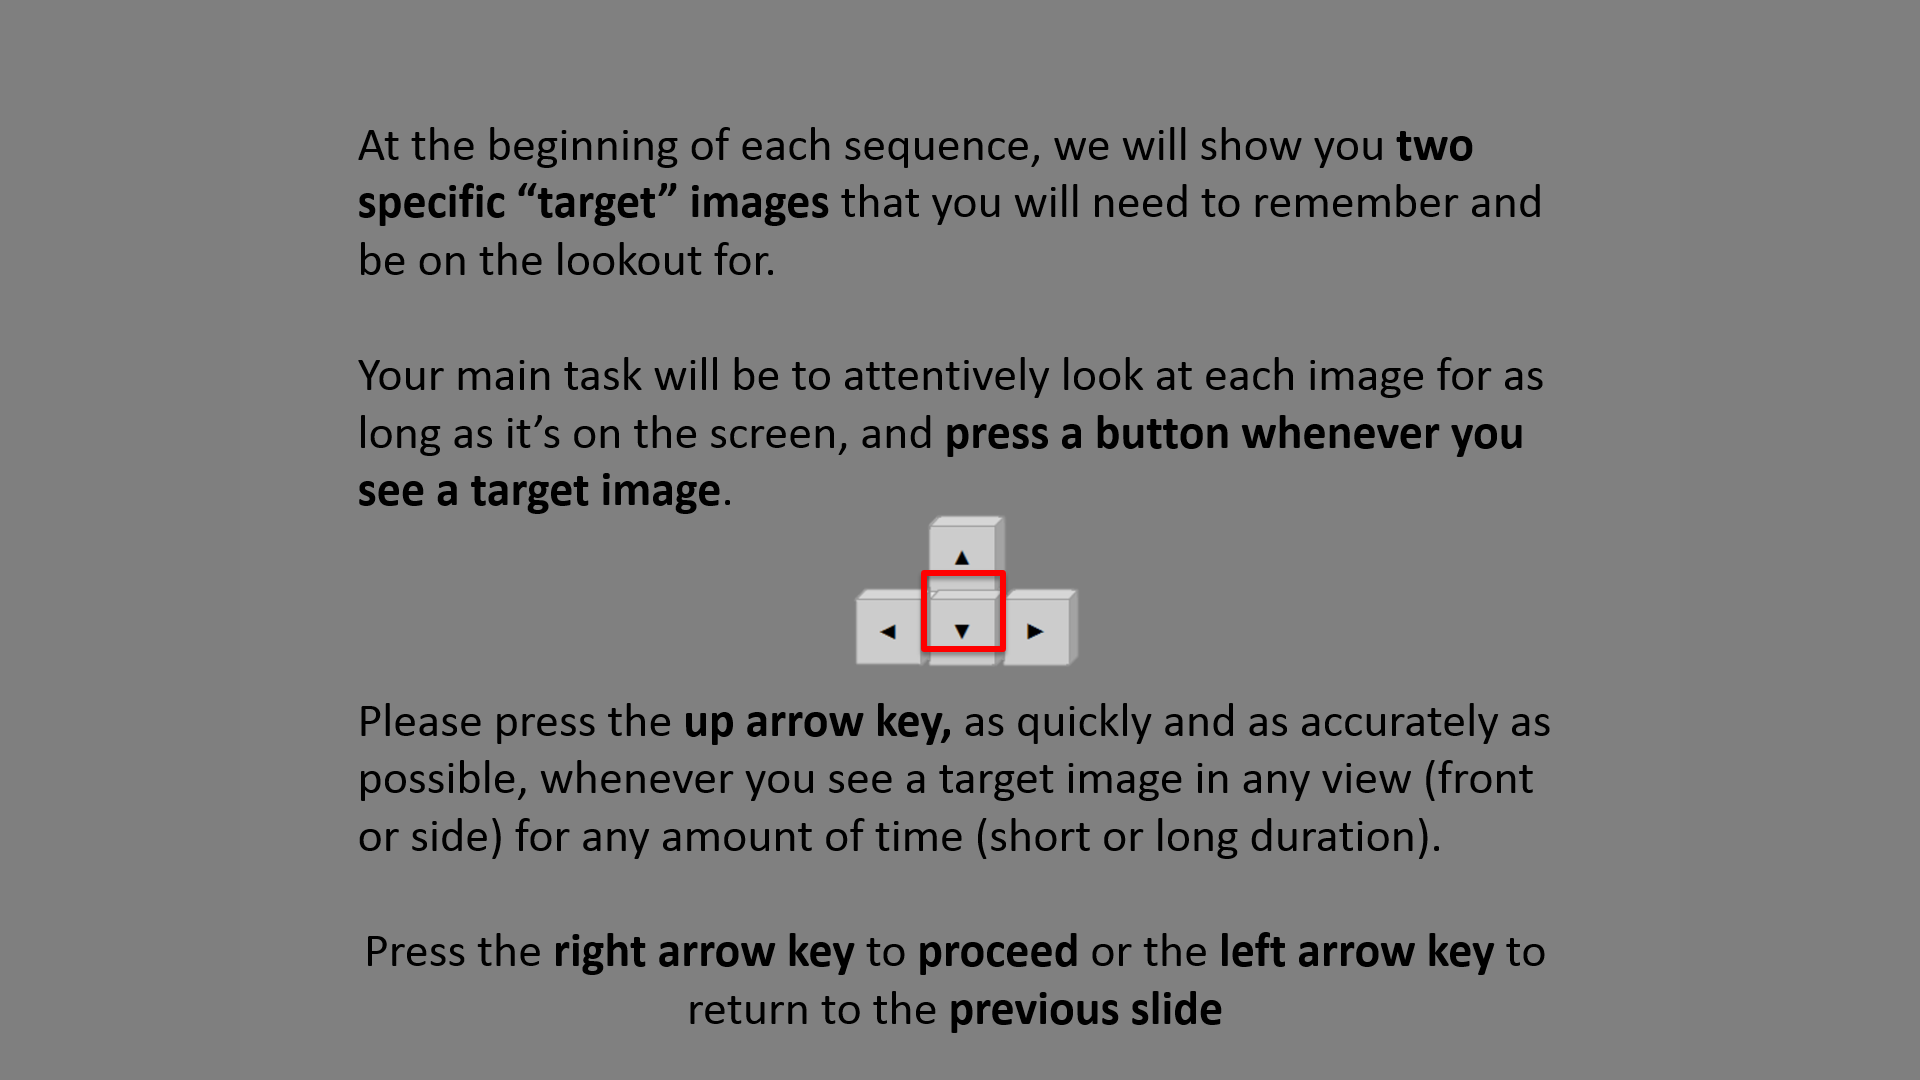 At the beginning of each sequence, we will show you two
specific “target” images that you will need to remember and
be on the lookout for.
Your main task will be to attentively look at each image for as
long as it’s on the screen, and press a button whenever you
see a target image.
▲
◄ ▼ ►
Please press the up arrow key, as quickly and as accurately as
possible, whenever you see a target image in any view (front
or side) for any amount of time (short or long duration).
Press the right arrow key to proceed or the left arrow key to
return to the previous slide